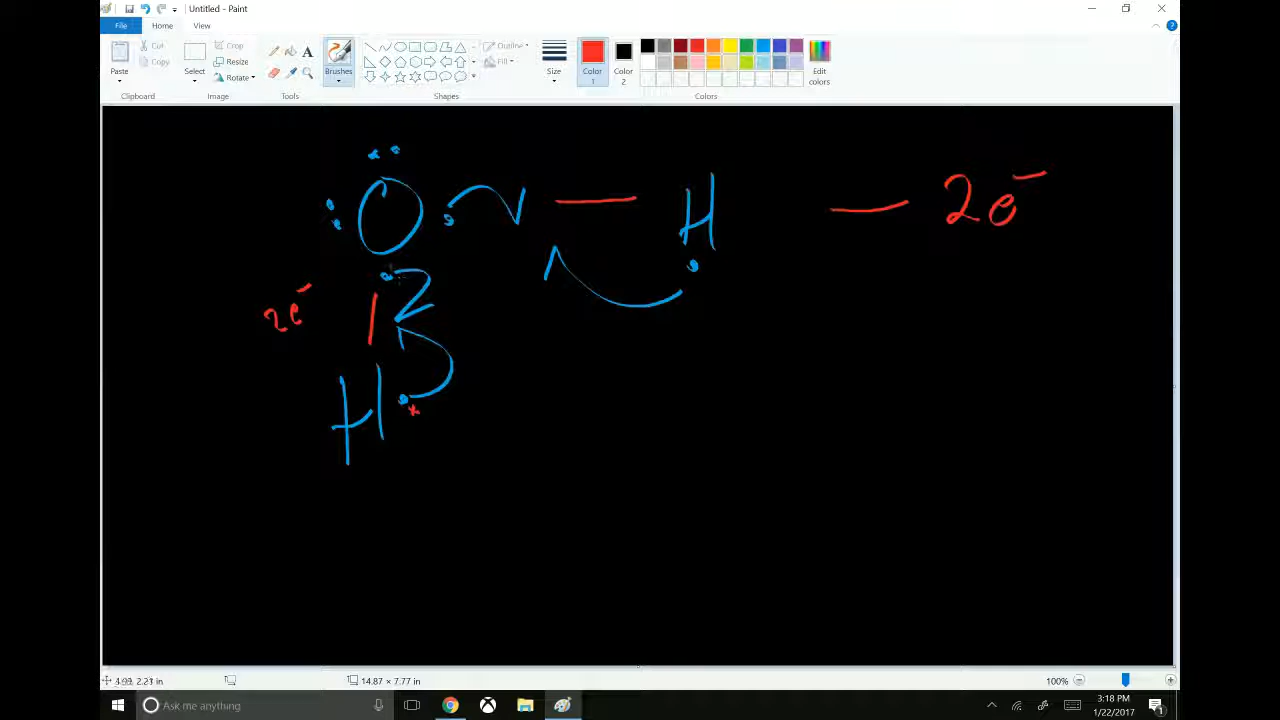 Untitled - Paint
File Home View
Paste
Cut
Copy
Clipboard
Select
Crop
Resize
Rotate
Image
A
Tools
Brushes
Outline
Fill
Shapes
Size
Color 1
Color 2
Edit colors
Colors
O — H — 2e⁻
2e⁻
H
14.87 × 7.77 in
100%
Ask me anything
3:18 PM
1/22/2017